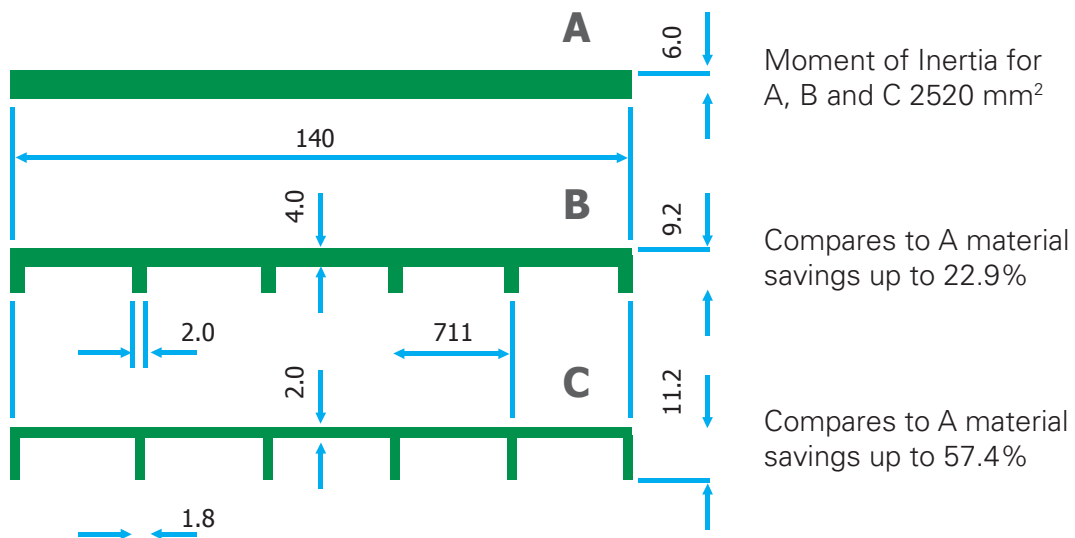 A
6.0
Moment of Inertia for
A, B and C 2520 mm²
140
B
4.0
9.2
Compares to A material
savings up to 22.9%
2.0
711
C
2.0
11.2
Compares to A material
savings up to 57.4%
1.8